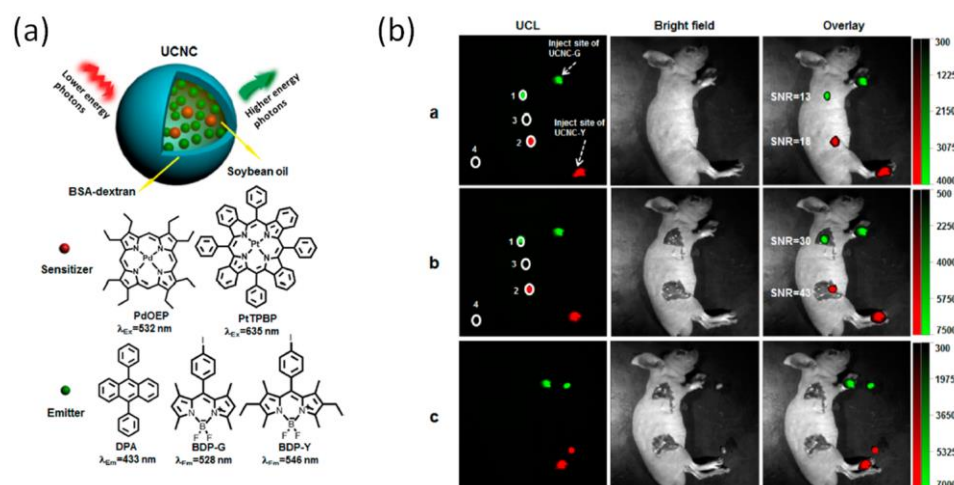 (a)
UCNC
Lower energy
photons
Higher energy
photons
BSA-dextran
Soybean oil
Sensitizer
N
N
N
N
Pd
N
N
N
N
Pt
PdOEP
λEx=532 nm
PtTPBP
λEx=635 nm
Emitter
I
N
N
B
F
F
I
N
N
B
F
F
DPA
λEm=433 nm
BDP-G
λEm=528 nm
BDP-Y
λEm=546 nm
(b)
UCL
Bright field
Overlay
a
Inject site of
UCNC-G
1
3
2
4
Inject site of
UCNC-Y
SNR=13
SNR=18
300
1225
2150
3075
4000
b
1
3
2
4
SNR=30
SNR=43
500
2250
4000
5750
7500
c
300
1975
3650
5325
7000